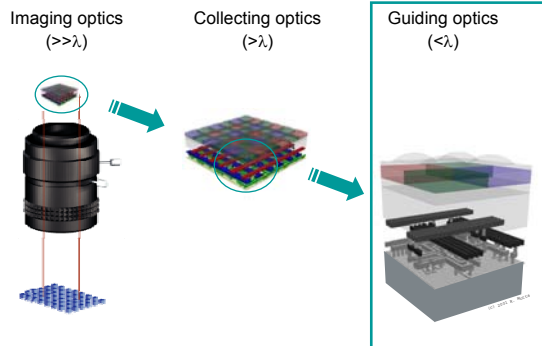 Imaging optics
(>>λ)
Collecting optics
(>λ)
Guiding optics
(<λ)